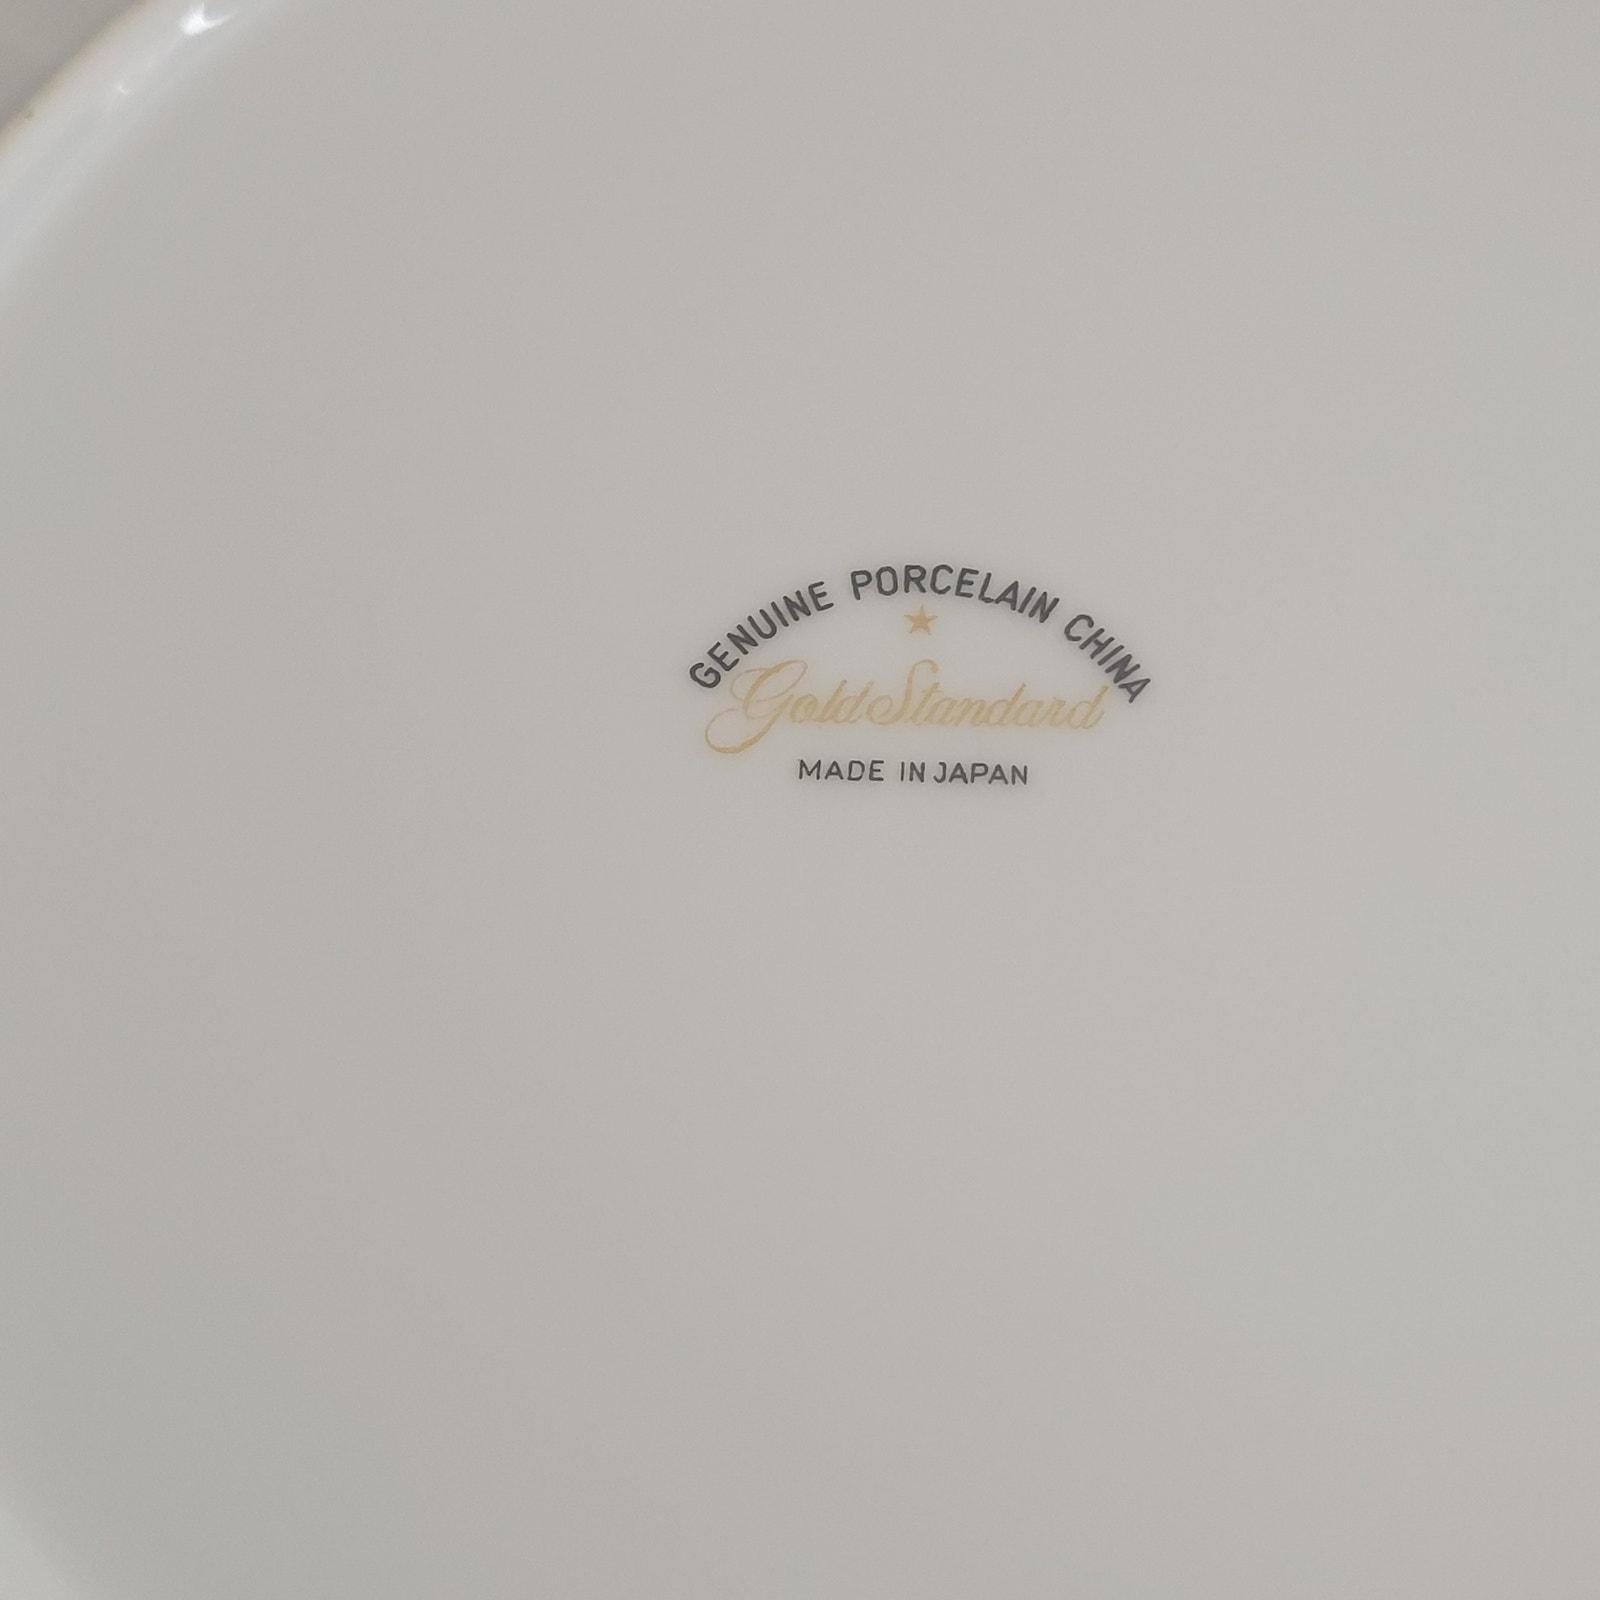 GENUINE PORCELAIN CHINA
Gold Standard
MADE IN JAPAN